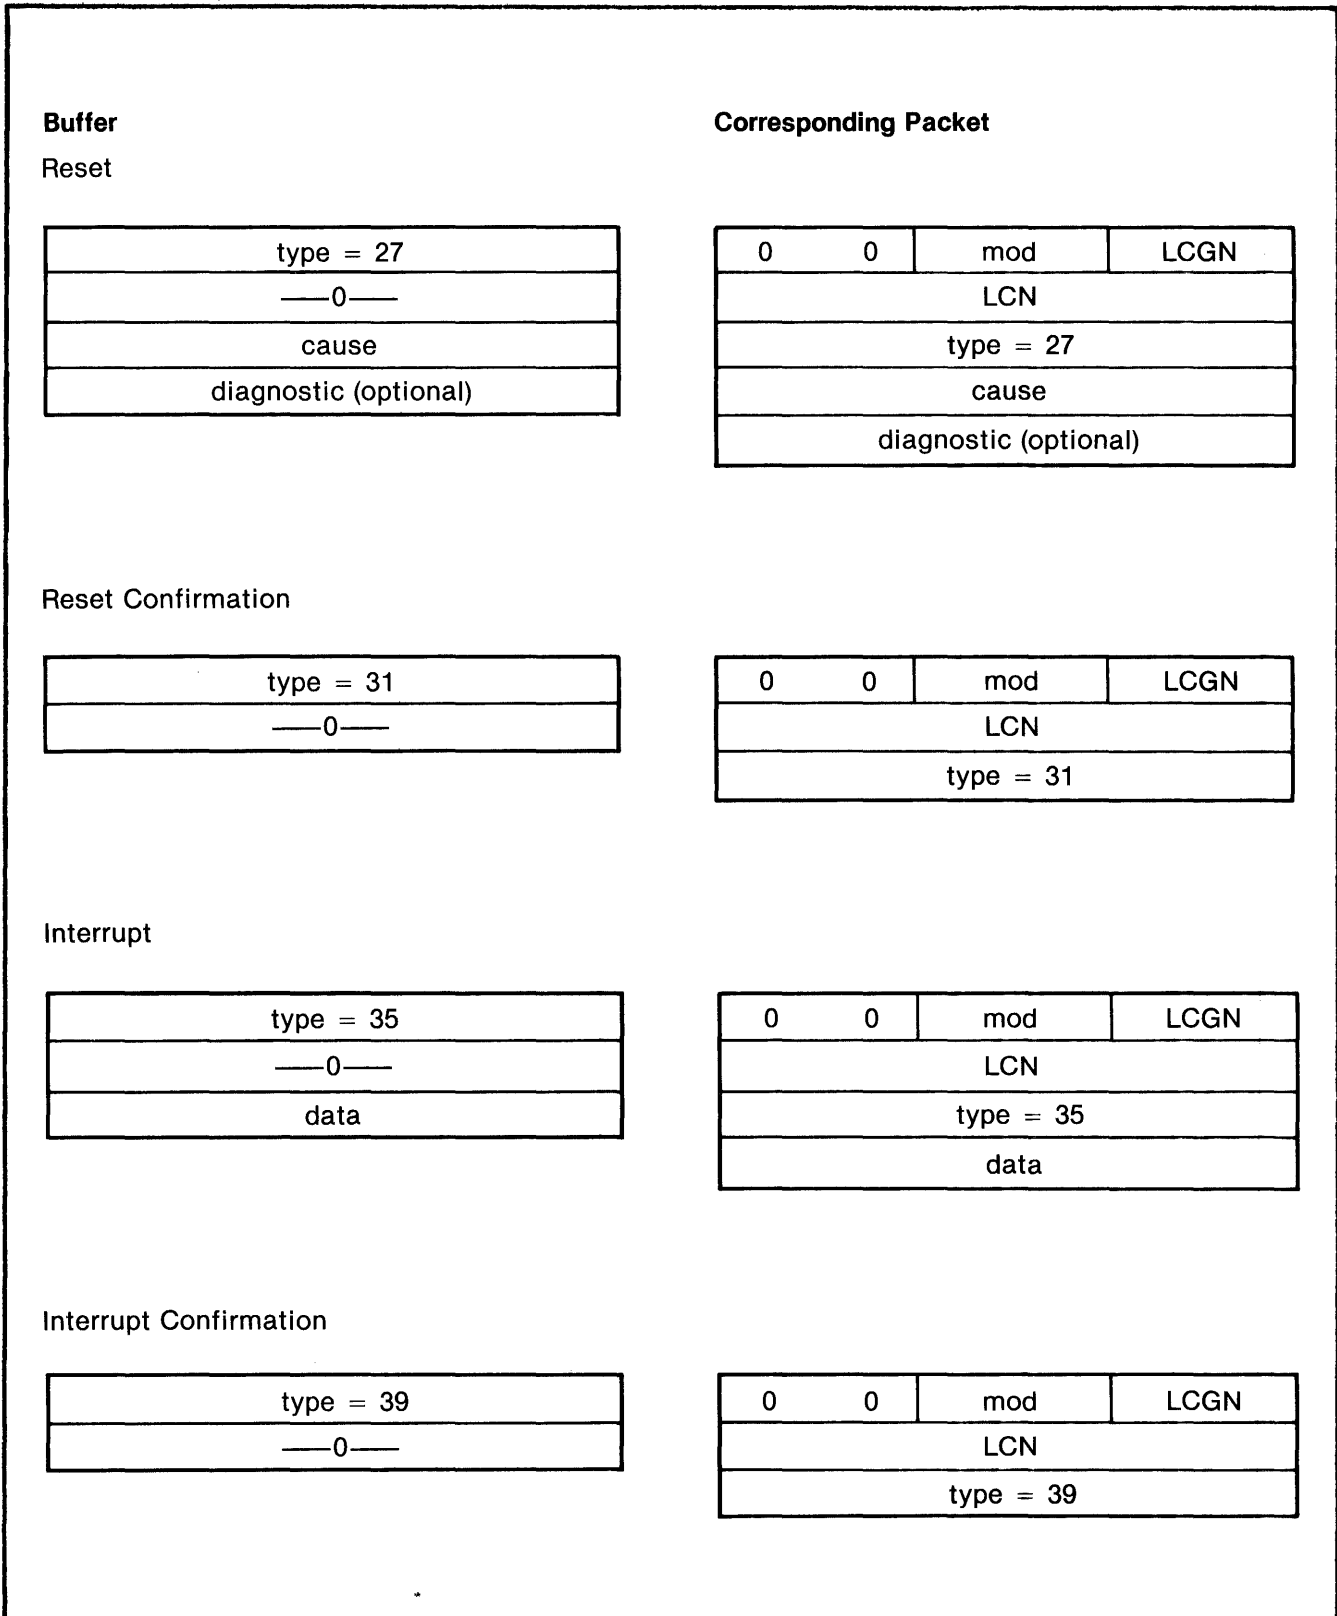 Buffer
Corresponding Packet
Reset
type = 27
——0——
cause
diagnostic (optional)
0 0 mod LCGN
LCN
type = 27
cause
diagnostic (optional)
Reset Confirmation
type = 31
——0——
0 0 mod LCGN
LCN
type = 31
Interrupt
type = 35
——0——
data
0 0 mod LCGN
LCN
type = 35
data
Interrupt Confirmation
type = 39
——0——
0 0 mod LCGN
LCN
type = 39